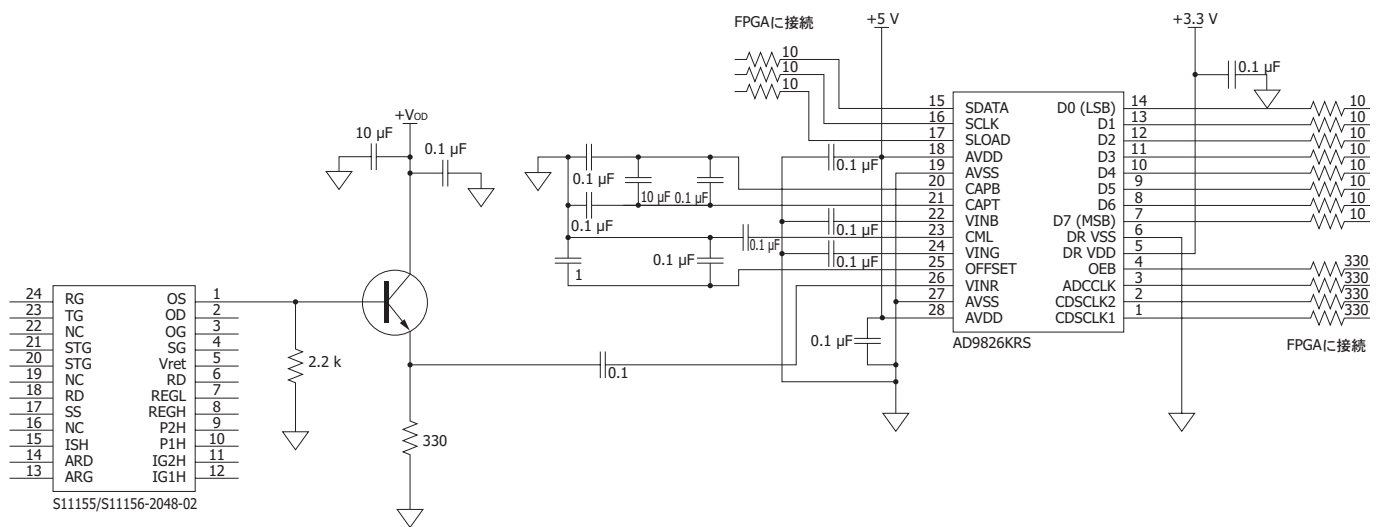 FPGAに接続
+5 V
+3.3 V
10
10
10
0.1 µF
+VOD
10 µF
0.1 µF
0.1 µF
10 µF 0.1 µF
0.1 µF
0.1 µF
0.1 µF
1
0.1 µF
0.1 µF
0.1 µF
0.1 µF
15 SDATA D0 (LSB) 14 10
16 SCLK D1 13 10
17 SLOAD D2 12 10
18 AVDD D3 11 10
19 AVSS D4 10 10
20 CAPB D5 9 10
21 CAPT D6 8 10
22 VINB D7 (MSB) 7 10
23 CML DR VSS 6
24 VING DR VDD 5
25 OFFSET OEB 4 330
26 VINR ADCCLK 3 330
27 AVSS CDSCLK2 2 330
28 AVDD CDSCLK1 1 330
AD9826KRS
FPGAに接続
24 RG OS 1
23 TG OD 2
22 NC OG 3
21 STG SG 4
20 STG Vret 5
19 NC RD 6
18 RD REGL 7
17 SS REGH 8
16 NC P2H 9
15 ISH P1H 10
14 ARD IG2H 11
13 ARG IG1H 12
S11155/S11156-2048-02
2.2 k
0.1
330